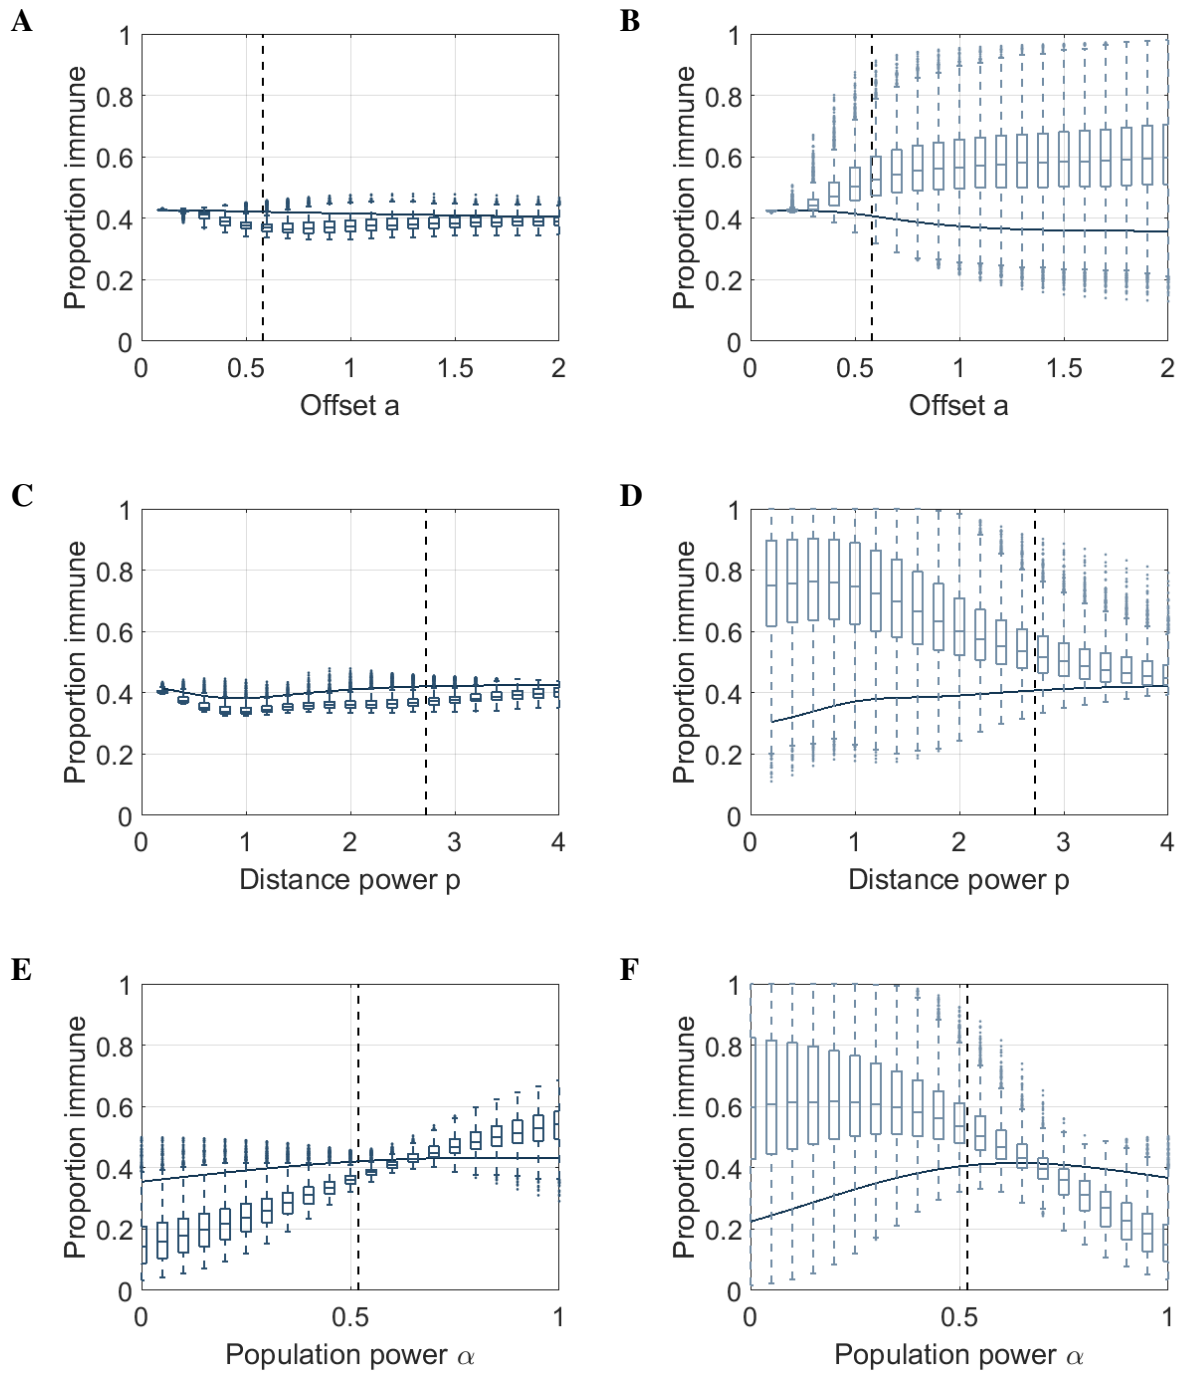 A
B
Proportion immune
1
0.8
0.6
0.4
0.2
0
0 0.5 1 1.5 2
Offset a
Proportion immune
1
0.8
0.6
0.4
0.2
0
0 0.5 1 1.5 2
Offset a
C
D
Proportion immune
1
0.8
0.6
0.4
0.2
0
0 1 2 3 4
Distance power p
Proportion immune
1
0.8
0.6
0.4
0.2
0
0 1 2 3 4
Distance power p
E
F
Proportion immune
1
0.8
0.6
0.4
0.2
0
0 0.5 1
Population power α
Proportion immune
1
0.8
0.6
0.4
0.2
0
0 0.5 1
Population power α